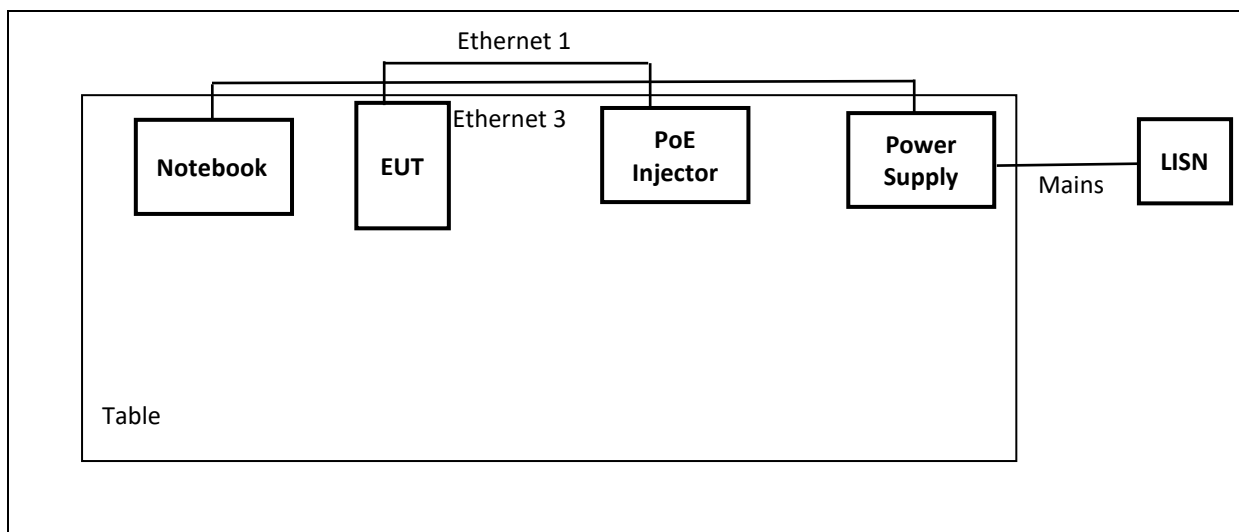 Ethernet 1
Ethernet 3
Notebook
EUT
PoE
Injector
Power
Supply
Mains
LISN
Table